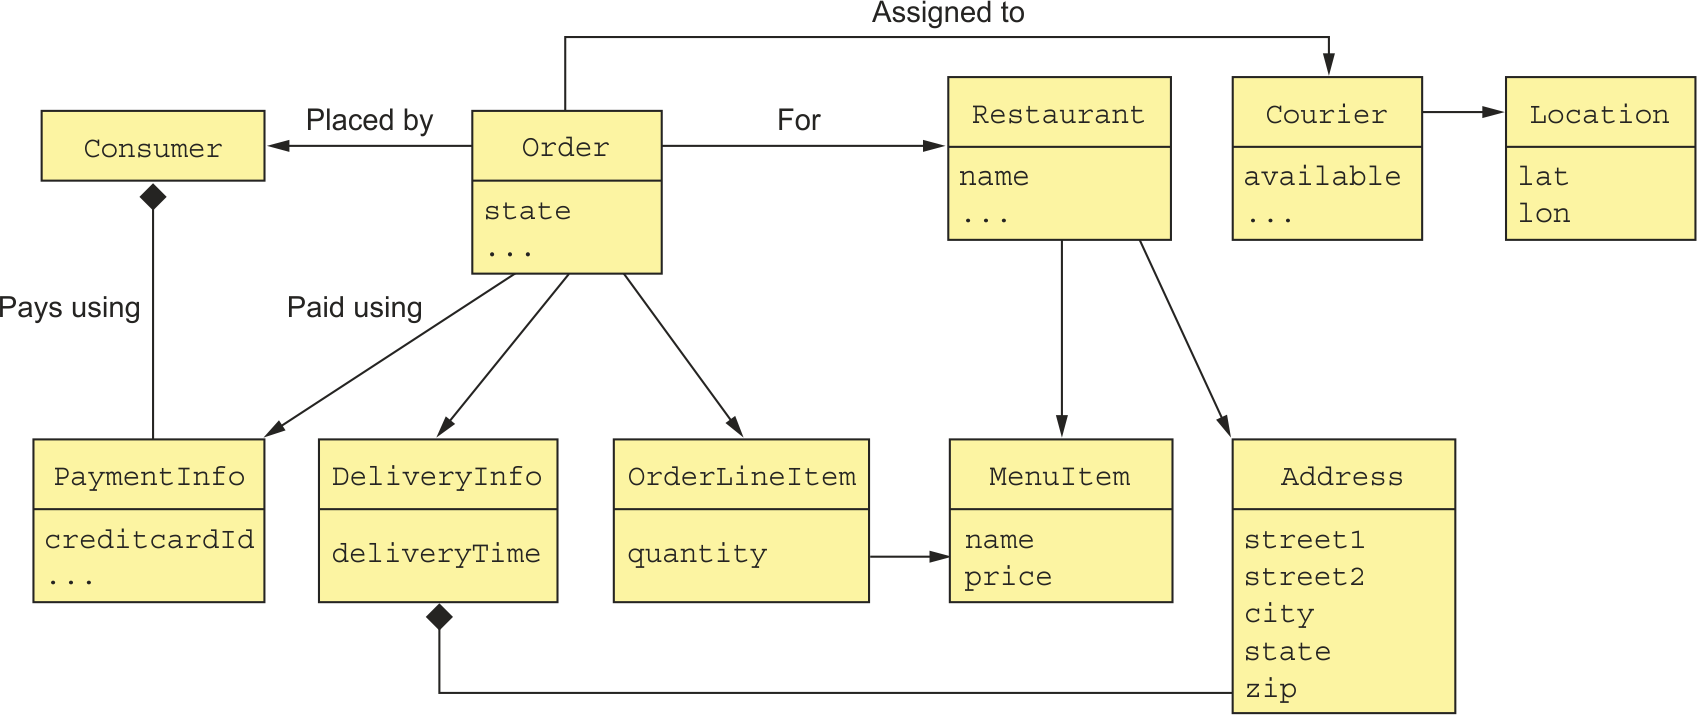 Assigned to
Consumer
Placed by
Order
state
...
For
Restaurant
name
...
Courier
available
...
Location
lat
lon
Pays using
Paid using
PaymentInfo
creditcardId
...
DeliveryInfo
deliveryTime
OrderLineItem
quantity
MenuItem
name
price
Address
street1
street2
city
state
zip